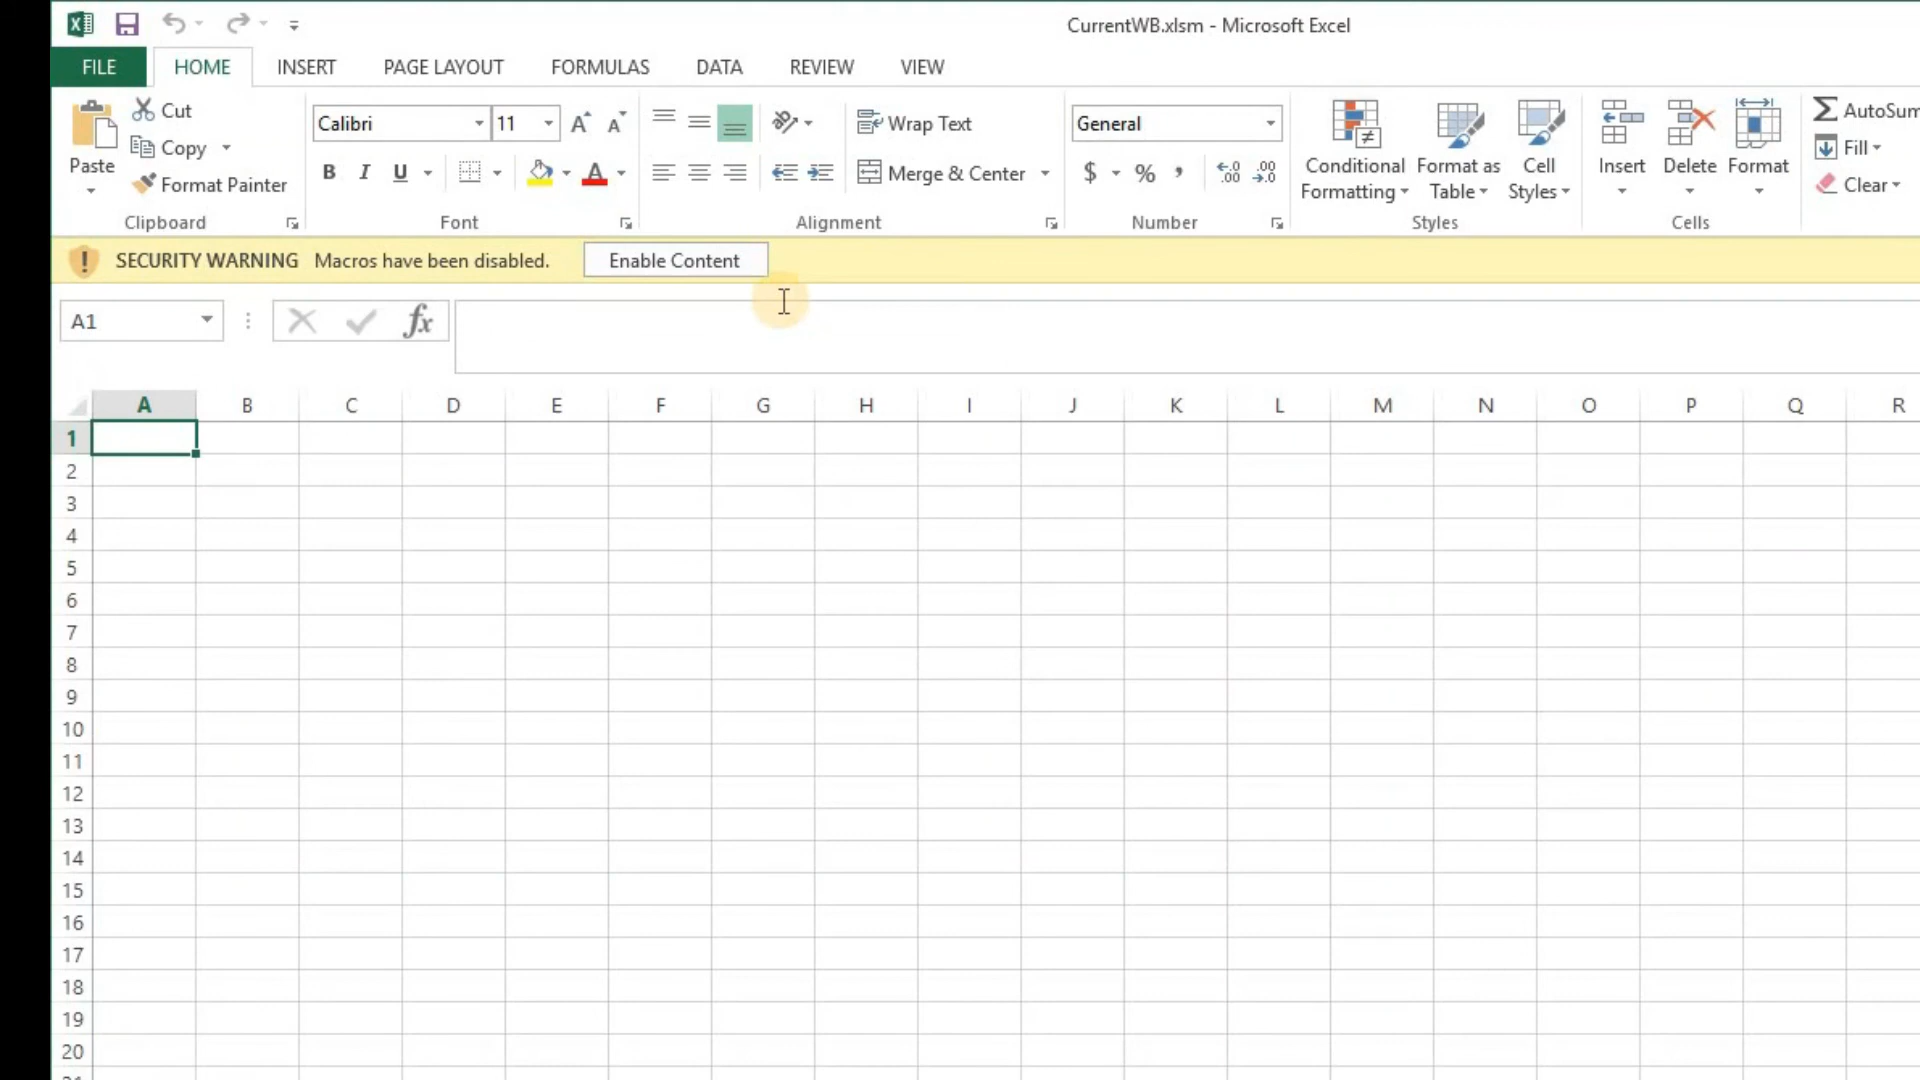 CurrentWB.xlsm - Microsoft Excel
FILE HOME INSERT PAGE LAYOUT FORMULAS DATA REVIEW VIEW
Paste
Cut
Copy
Format Painter
Clipboard
Calibri 11
B I U
Font
Wrap Text
Merge & Center
Alignment
General
$ % ,
Number
Conditional
Formatting
Format as
Table
Cell
Styles
Styles
Insert
Delete
Format
Cells
AutoSum
Fill
Clear
SECURITY WARNING Macros have been disabled. Enable Content
A1 fx
A B C D E F G H I J K L M N O P Q R
1
2
3
4
5
6
7
8
9
10
11
12
13
14
15
16
17
18
19
20